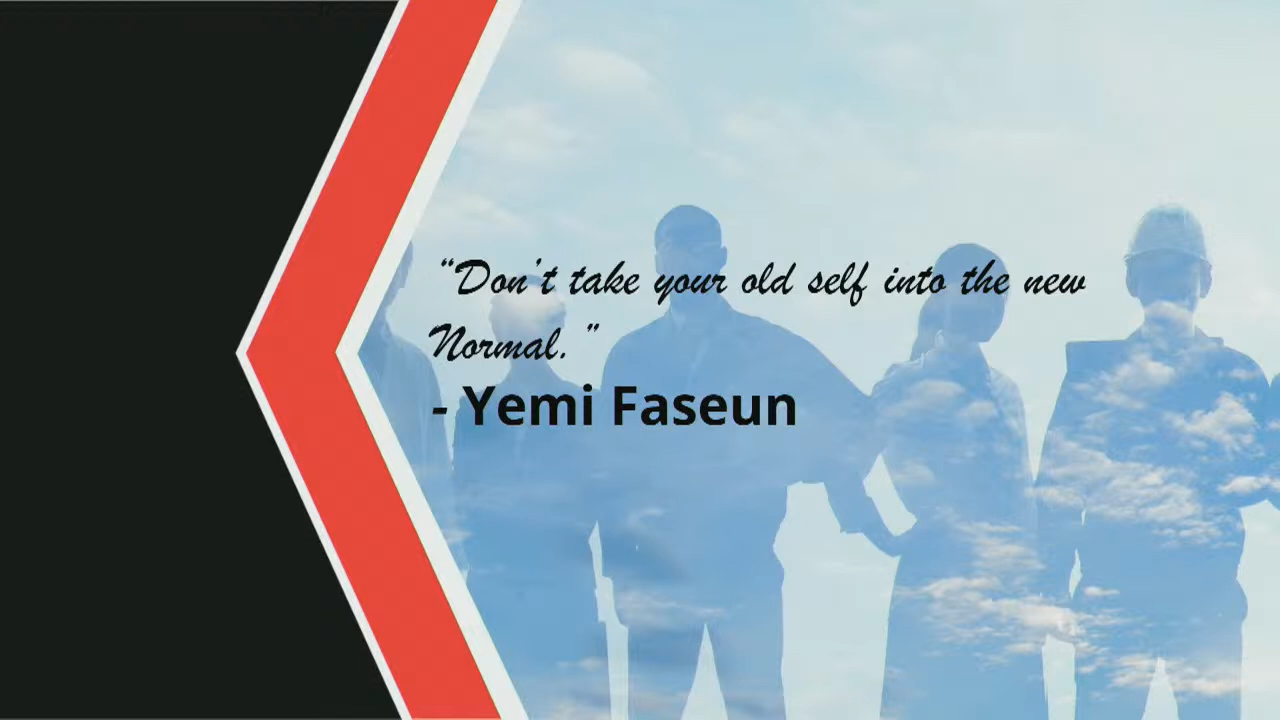 “Don't take your old self into the new
Normal.”
- Yemi Faseun